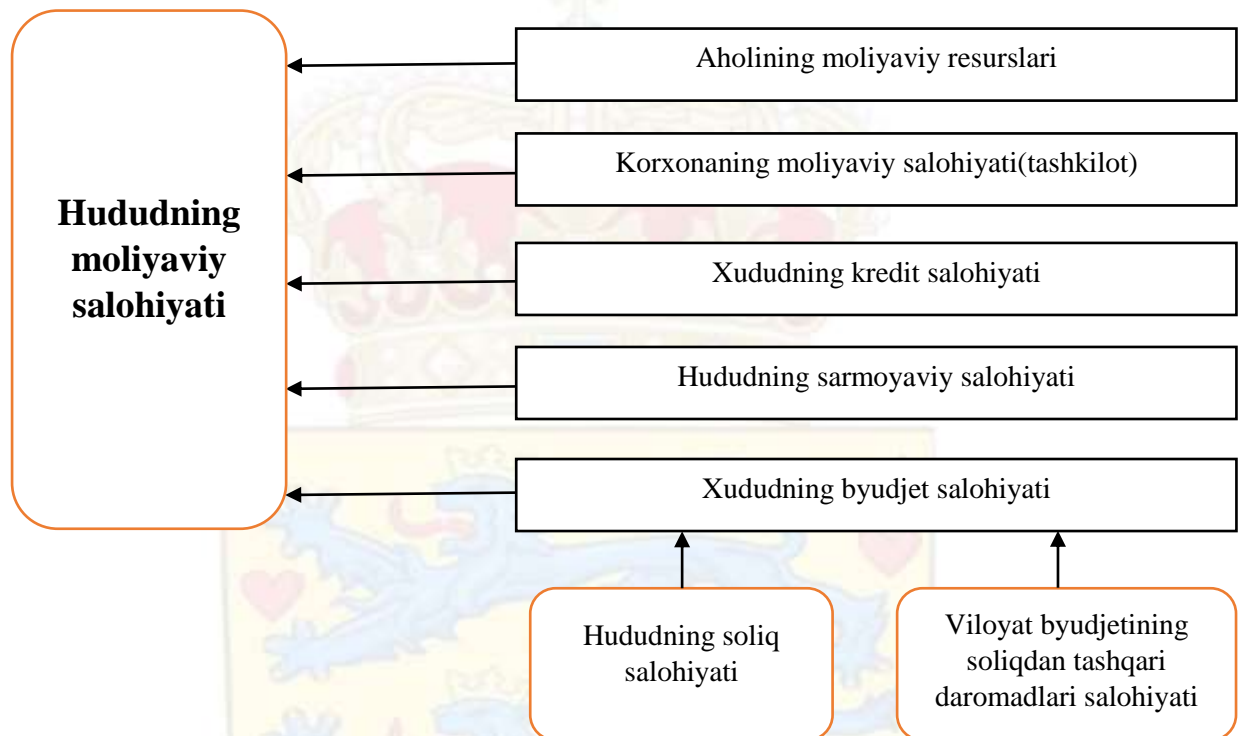 Hududning
moliyaviy
salohiyati
Aholining moliyaviy resurslari
Korxonaning moliyaviy salohiyati(tashkilot)
Xududning kredit salohiyati
Hududning sarmoyaviy salohiyati
Xududning byudjet salohiyati
Hududning soliq
salohiyati
Viloyat byudjetining
soliqdan tashqari
daromadlari salohiyati